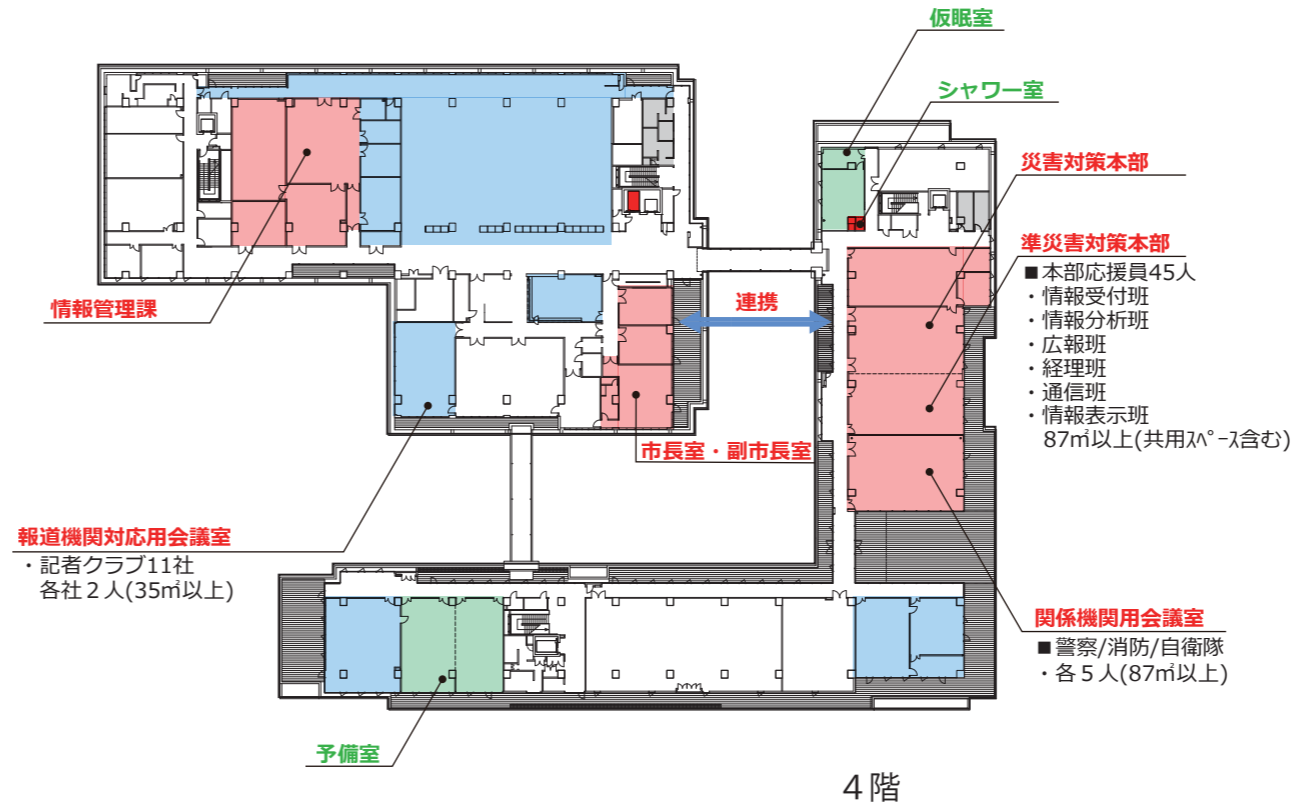 仮眠室
シャワー室
災害対策本部
準災害対策本部
■本部応援員45人
・情報受付班
・情報分析班
・広報班
・経理班
・通信班
・情報表示班
87㎡以上(共用ｽﾍﾟｰｽ含む)
情報管理課
連携
市長室・副市長室
報道機関対応用会議室
・記者クラブ11社
各社２人(35㎡以上)
関係機関用会議室
■警察/消防/自衛隊
・各５人(87㎡以上)
予備室
４階